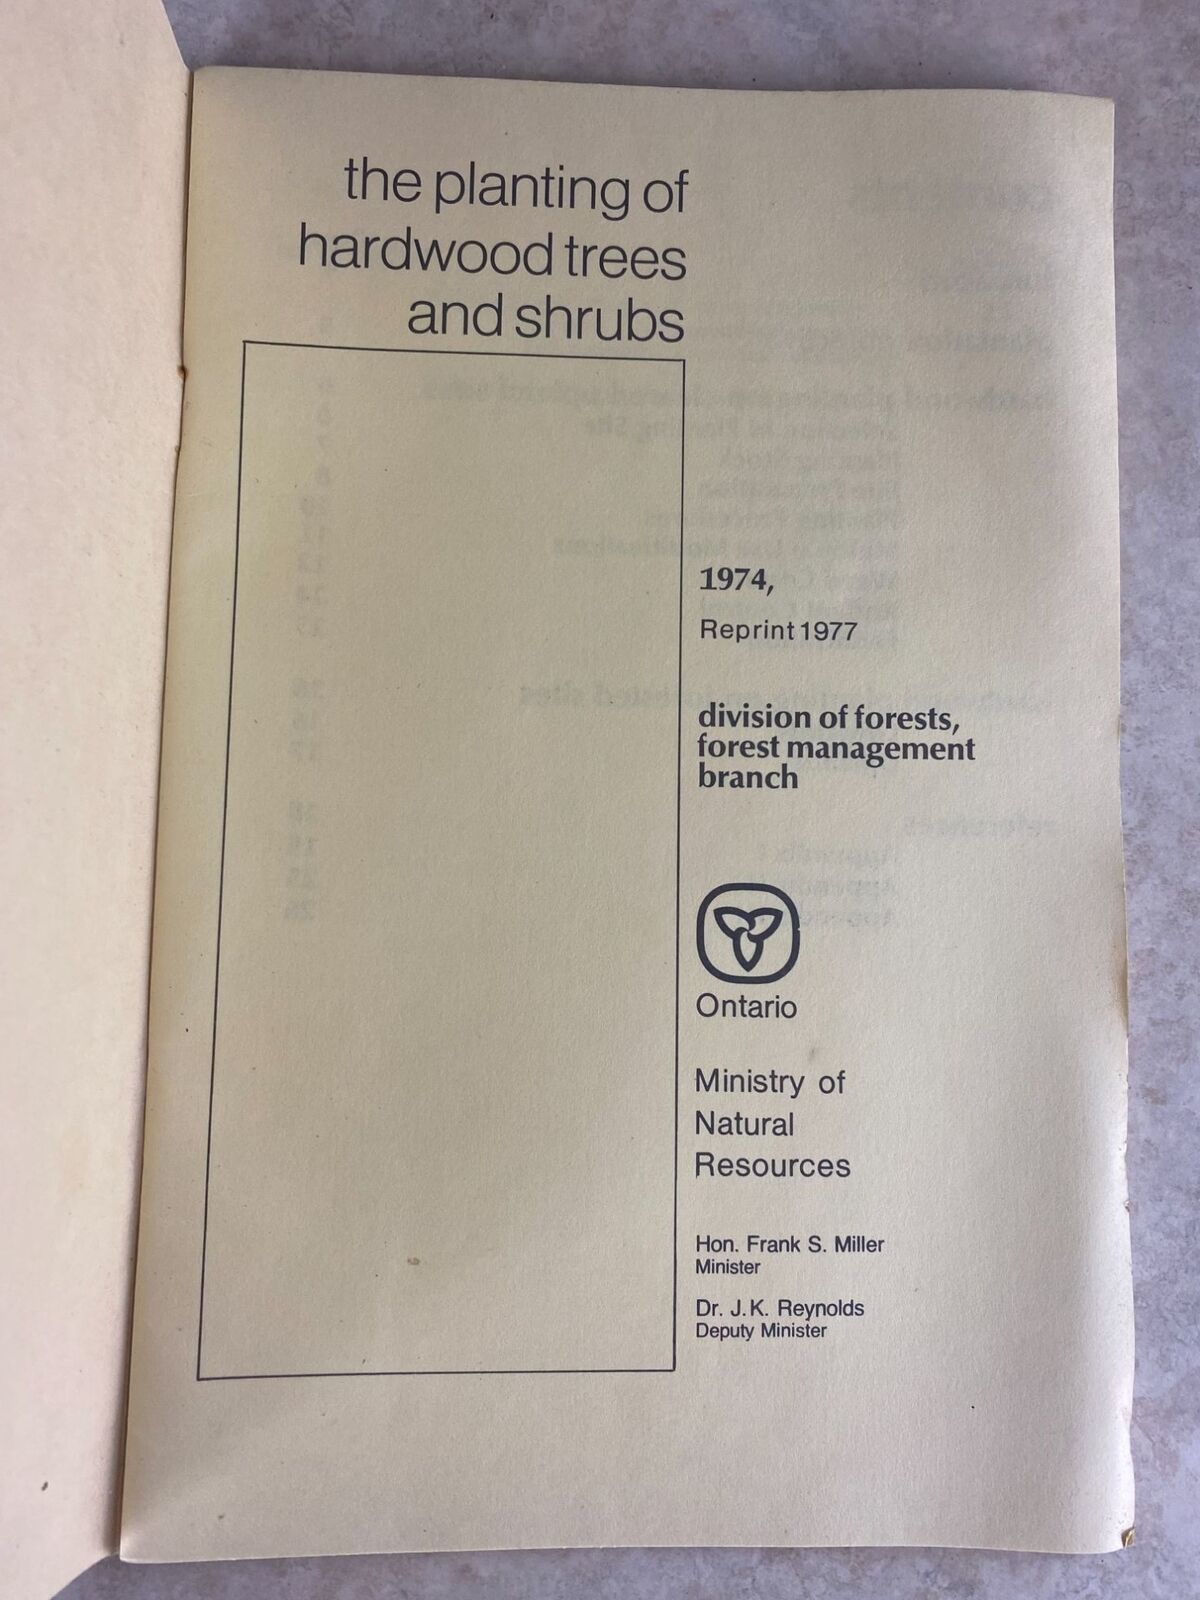 the planting of
hardwood trees
and shrubs
1974,
Reprint 1977
division of forests,
forest management
branch
Ontario
Ministry of
Natural
Resources
Hon. Frank S. Miller
Minister
Dr. J.K. Reynolds
Deputy Minister